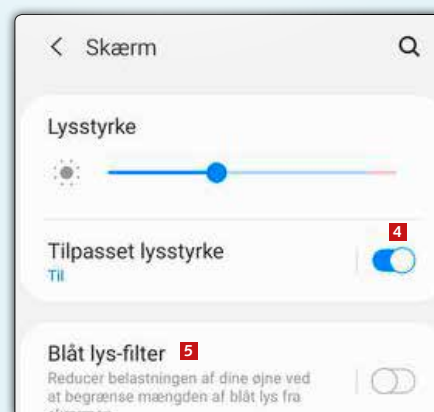 Skærm
Lysstyrke
Tilpasset lysstyrke
4
Til
Blåt lys-filter 5
Reducer belastningen af dine øjne ved
at begrænse mængden af blåt lys fra